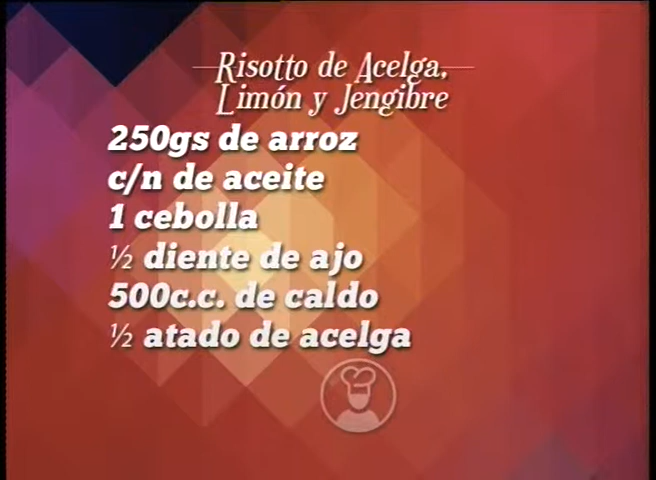 Risotto de Acelga,
Limón y Jengibre
250gs de arroz
c/n de aceite
1 cebolla
½ diente de ajo
500c.c. de caldo
½ atado de acelga